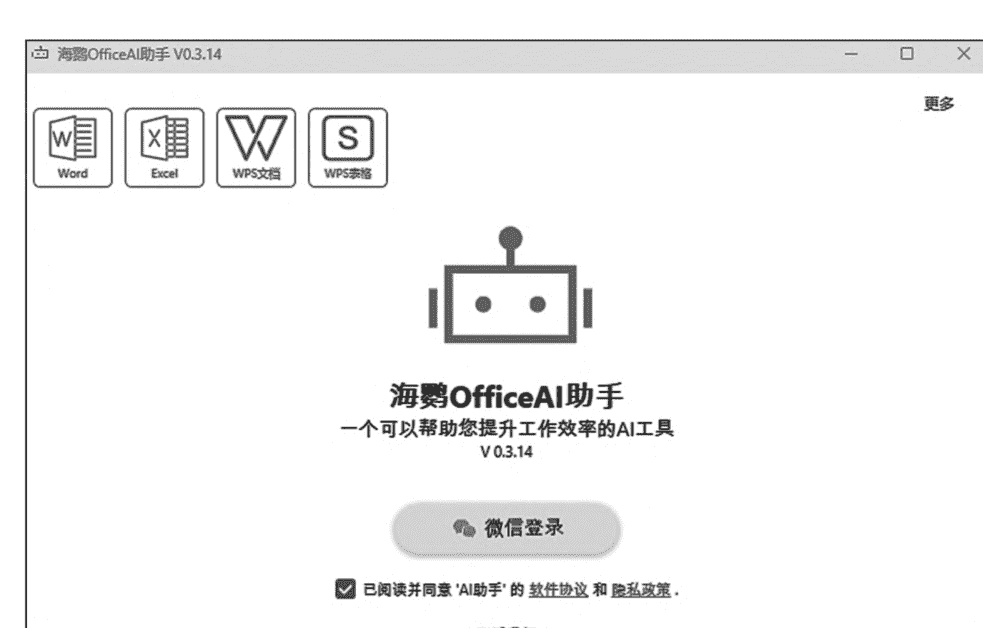 海鹦OfficeAI助手 V0.3.14
更多
Word Excel WPS文档 WPS表格
海鹦OfficeAI助手
一个可以帮助您提升工作效率的AI工具
V 0.3.14
微信登录
已阅读并同意 'AI助手' 的 软件协议 和 隐私政策 .